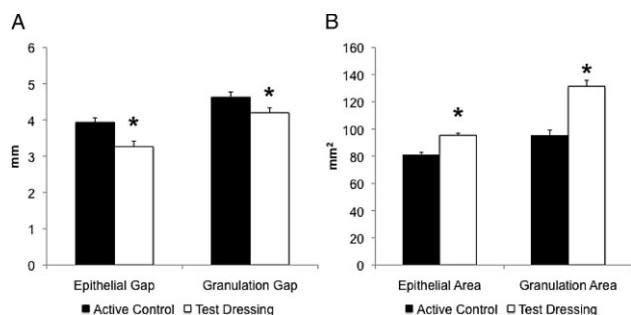 A
6
5
4
3
2
1
0
mm
*
*
Epithelial Gap
Granulation Gap
Active Control
Test Dressing
B
160
140
120
100
80
60
40
20
0
mm²
*
*
Epithelial Area
Granulation Area
Active Control
Test Dressing